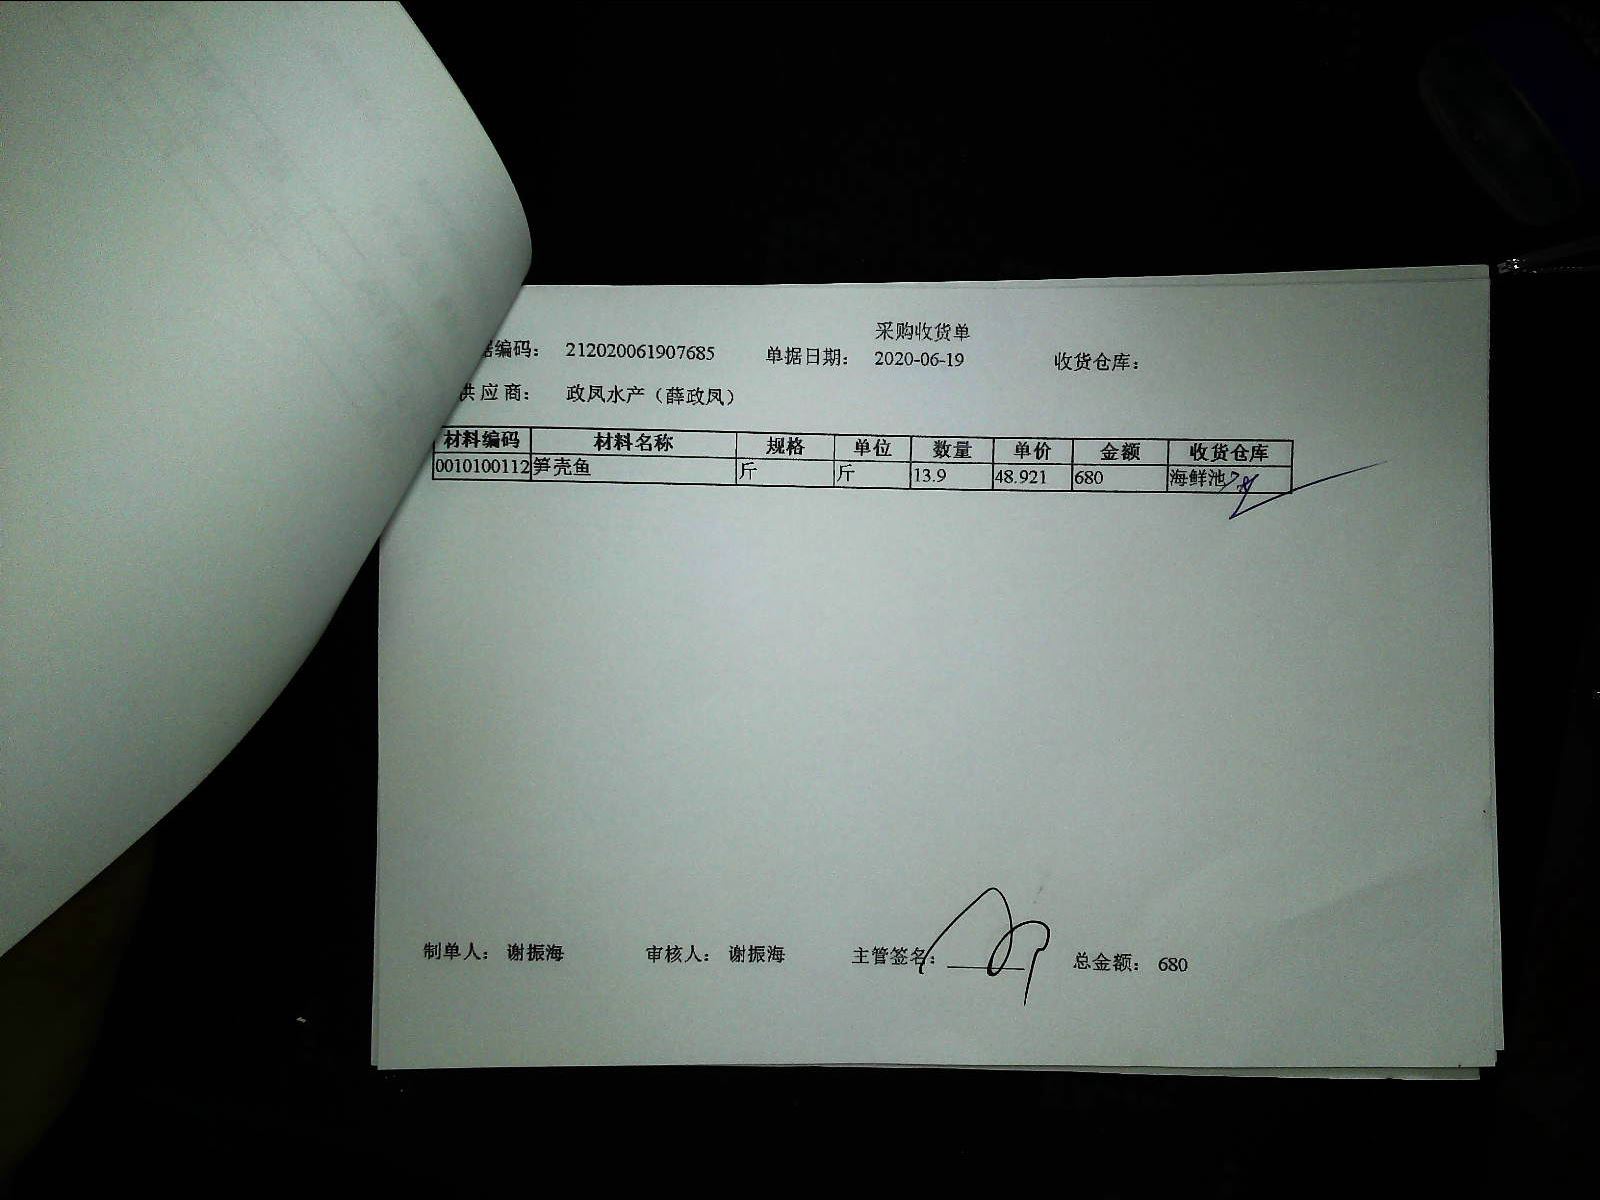 采购收货单
据编码： 212020061907685 单据日期： 2020-06-19 收货仓库：
供 应 商： 政凤水产（薛政凤）
材料编码 材料名称 规格 单位 数量 单价 金额 收货仓库
0010100112 笋壳鱼 斤 斤 13.9 48.921 680 海鲜池
制单人： 谢振海 审核人： 谢振海 主管签名： 总金额： 680